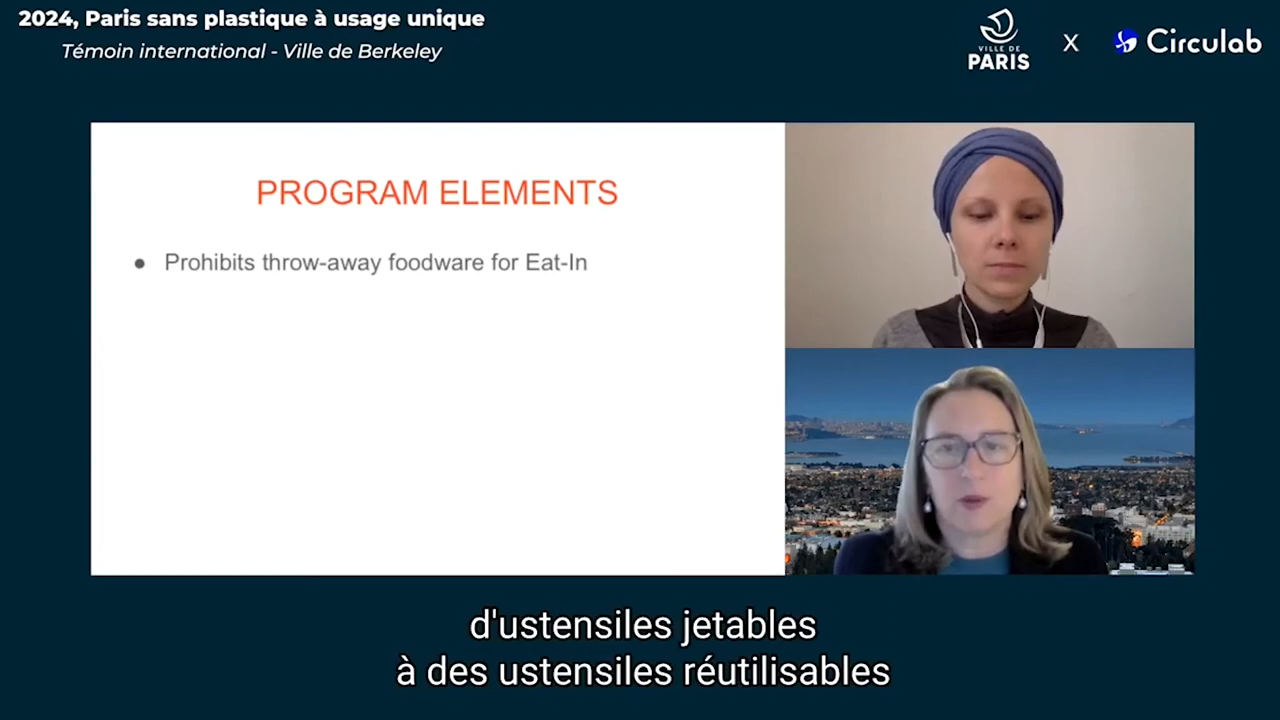 2024, Paris sans plastique à usage unique
Témoin international - Ville de Berkeley
VILLE DE
PARIS
X
Circulab
PROGRAM ELEMENTS
● Prohibits throw-away foodware for Eat-In
d'ustensiles jetables
à des ustensiles réutilisables